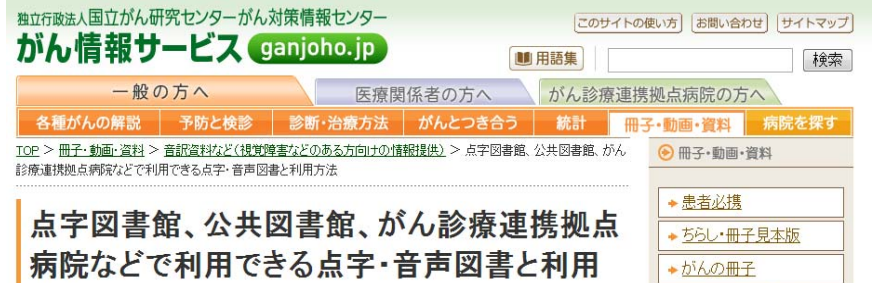 独立行政法人国立がん研究センターがん対策情報センター
がん情報サービス ganjoho.jp
このサイトの使い方 お問い合わせ サイトマップ
用語集 検索
一般の方へ 医療関係者の方へ がん診療連携拠点病院の方へ
各種がんの解説 予防と検診 診断・治療方法 がんとつき合う 統計 冊子・動画・資料 病院を探す
TOP > 冊子・動画・資料 > 音訳資料など(視覚障害などのある方向けの情報提供) > 点字図書館、公共図書館、がん
診療連携拠点病院などで利用できる点字・音声図書と利用方法
点字図書館、公共図書館、がん診療連携拠点
病院などで利用できる点字・音声図書と利用
冊子・動画・資料
患者必携
ちらし・冊子見本版
がんの冊子